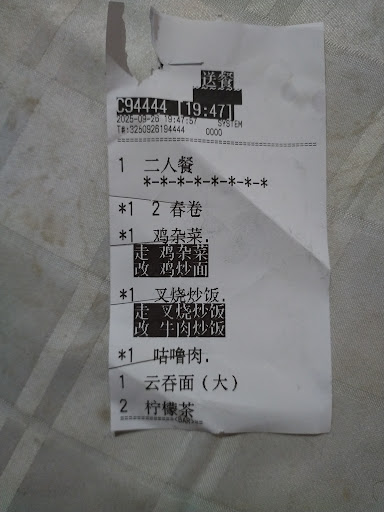 送餐
C94444 [19:47]
2025-09-26 19:47:57 SYSTEM
T#:3250926194444 0000
1 二人餐
*-*-*-*-*-*-*-*
*1 2 春卷
*1 鸡杂菜.
走 鸡杂菜
改 鸡炒面
*1 叉烧炒饭.
走 叉烧炒饭
改 牛肉炒饭
*1 咕噜肉.
1 云吞面(大)
2 柠檬茶